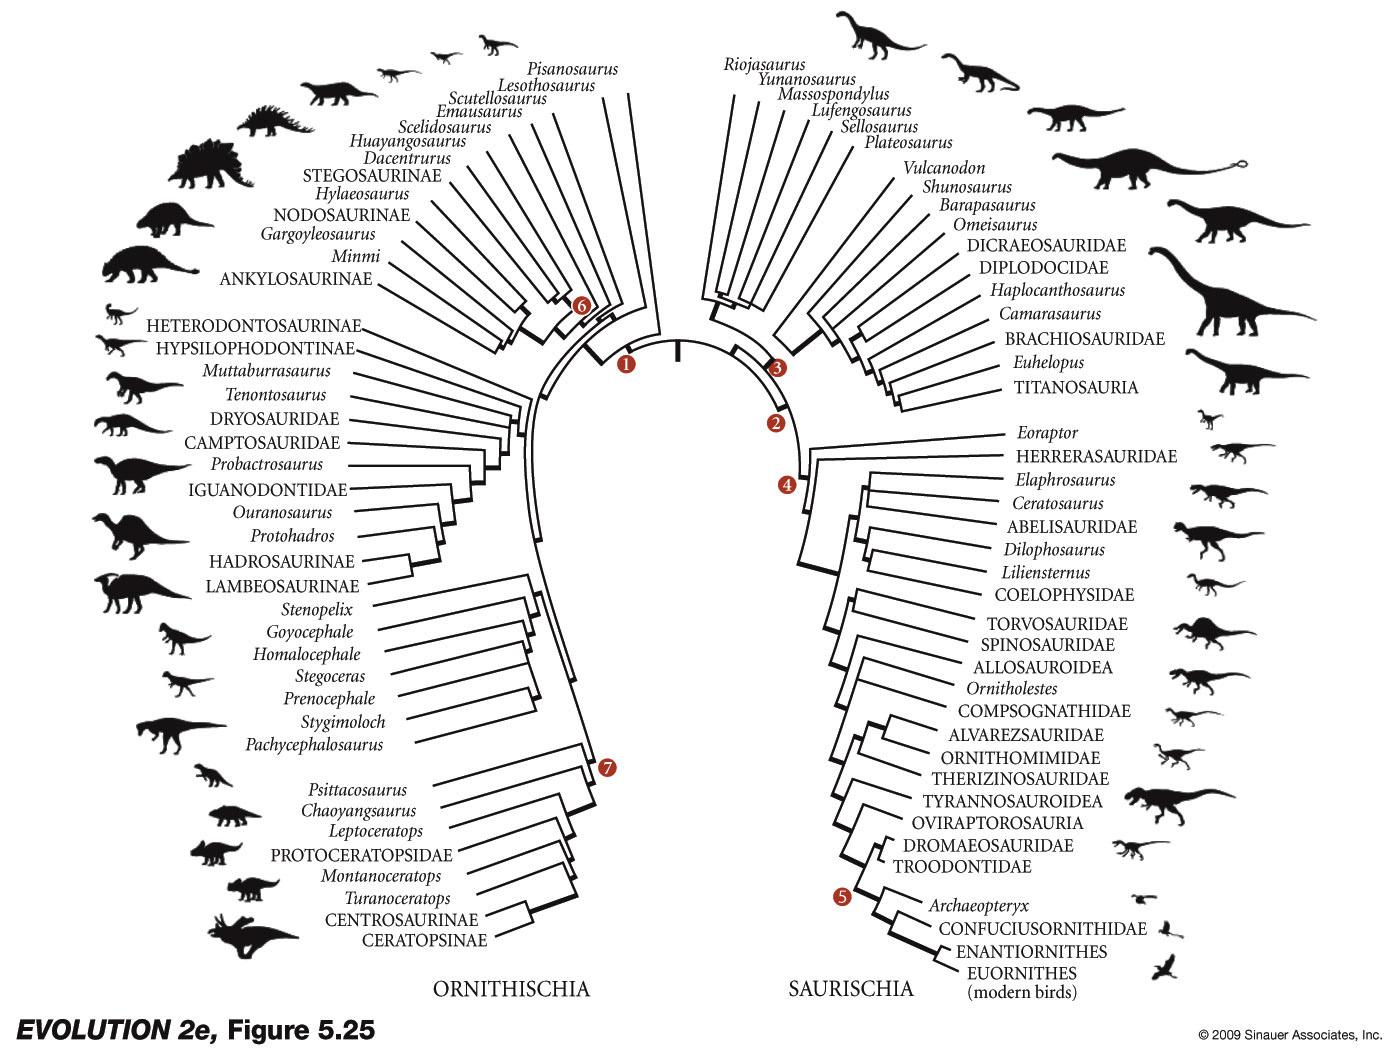 Pisanosaurus
Lesothosaurus
Scutellosaurus
Emausaurus
Scelidosaurus
Huayangosaurus
Dacentrurus
STEGOSAURINAE
Hylaeosaurus
NODOSAURINAE
Gargoyleosaurus
Minmi
ANKYLOSAURINAE
HETERODONTOSAURINAE
HYPSILOPHODONTINAE
Muttaburrasaurus
Tenontosaurus
DRYOSAURIDAE
CAMPTOSAURIDAE
Probactrosaurus
IGUANODONTIDAE
Ouranosaurus
Protohadros
HADROSAURINAE
LAMBEOSAURINAE
Stenopelix
Goyocephale
Homalocephale
Stegoceras
Prenocephale
Stygimoloch
Pachycephalosaurus
Psittacosaurus
Chaoyangsaurus
Leptoceratops
PROTOCERATOPSIDAE
Montanoceratops
Turanoceratops
CENTROSAURINAE
CERATOPSINAE
Riojasaurus
Yunanosaurus
Massospondylus
Lufengosaurus
Sellosaurus
Plateosaurus
Vulcanodon
Shunosaurus
Barapasaurus
Omeisaurus
DICRAEOSAURIDAE
DIPLODOCIDAE
Haplocanthosaurus
Camarasaurus
BRACHIOSAURIDAE
Euhelopus
TITANOSAURIA
Eoraptor
HERRERASAURIDAE
Elaphrosaurus
Ceratosaurus
ABELISAURIDAE
Dilophosaurus
Liliensternus
COELOPHYSIDAE
TORVOSAURIDAE
SPINOSAURIDAE
ALLOSAUROIDEA
Ornitholestes
COMPSOGNATHIDAE
ALVAREZSAURIDAE
ORNITHOMIMIDAE
THERIZINOSAURIDAE
TYRANNOSAUROIDEA
OVIRAPTOROSAURIA
DROMAEOSAURIDAE
TROODONTIDAE
Archaeopteryx
CONFUCIUSORNITHIDAE
ENANTIORNITHES
EUORNITHES
(modern birds)
6
1
3
2
4
7
5
ORNITHISCHIA
SAURISCHIA
EVOLUTION 2e, Figure 5.25
© 2009 Sinauer Associates, Inc.